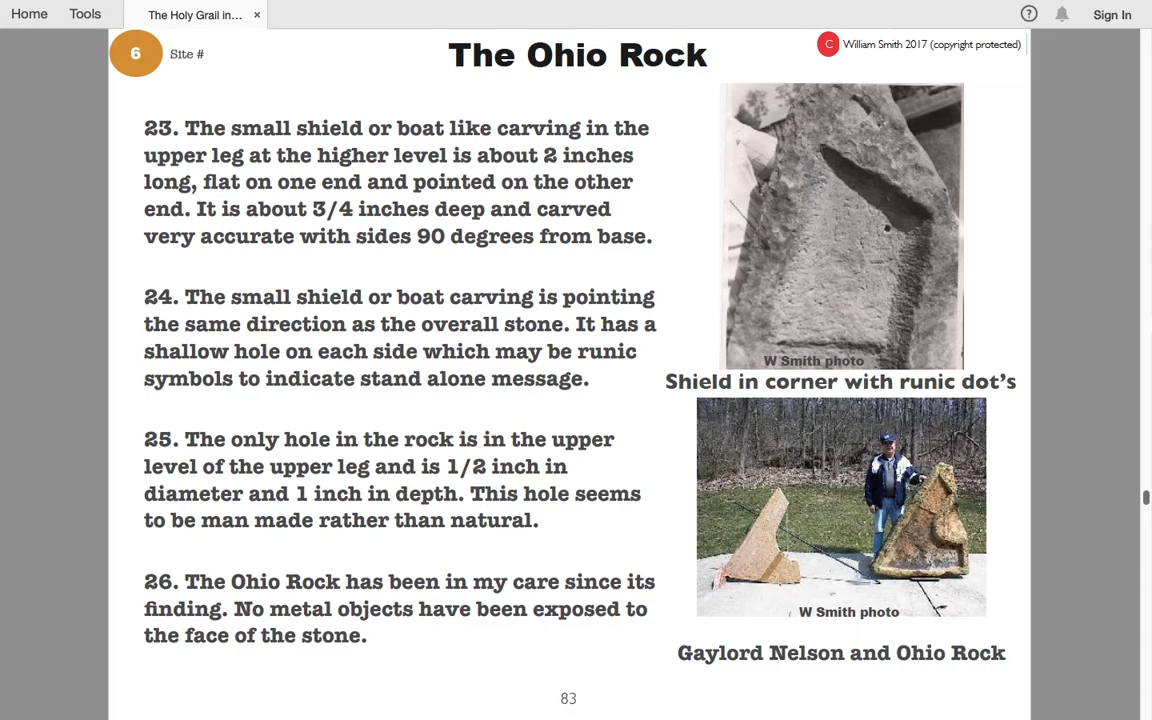 Home Tools The Holy Grail in... × Sign In
6 Site # The Ohio Rock C William Smith 2017 (copyright protected)
23. The small shield or boat like carving in the
upper leg at the higher level is about 2 inches
long, flat on one end and pointed on the other
end. It is about 3/4 inches deep and carved
very accurate with sides 90 degrees from base.
24. The small shield or boat carving is pointing
the same direction as the overall stone. It has a
shallow hole on each side which may be runic
symbols to indicate stand alone message.
25. The only hole in the rock is in the upper
level of the upper leg and is 1/2 inch in
diameter and 1 inch in depth. This hole seems
to be man made rather than natural.
26. The Ohio Rock has been in my care since its
finding. No metal objects have been exposed to
the face of the stone.
W Smith photo
Shield in corner with runic dot's
W Smith photo
Gaylord Nelson and Ohio Rock
83